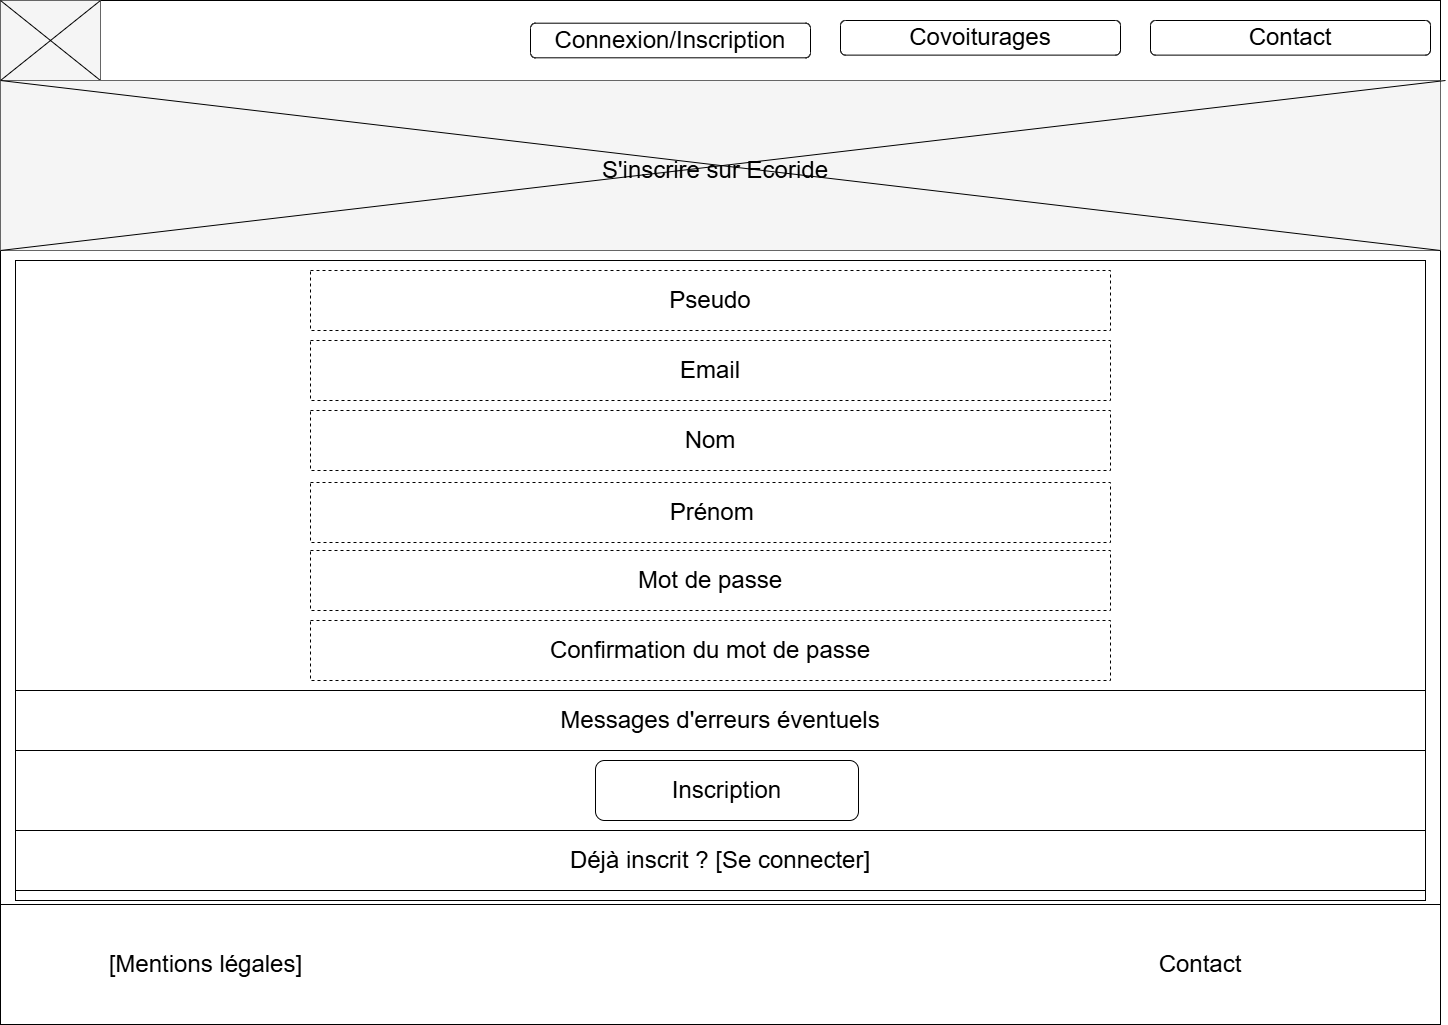 Connexion/Inscription
Covoiturages
Contact
S'inscrire sur Ecoride
Pseudo
Email
Nom
Prénom
Mot de passe
Confirmation du mot de passe
Messages d'erreurs éventuels
Inscription
Déjà inscrit ? [Se connecter]
[Mentions légales]
Contact